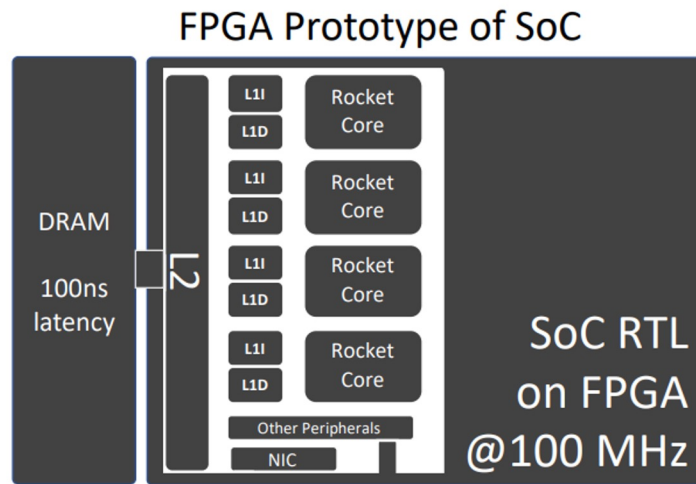 FPGA Prototype of SoC
DRAM
100ns
latency
L2
L1I
L1D
Rocket
Core
L1I
L1D
Rocket
Core
L1I
L1D
Rocket
Core
L1I
L1D
Rocket
Core
Other Peripherals
NIC
SoC RTL
on FPGA
@100 MHz